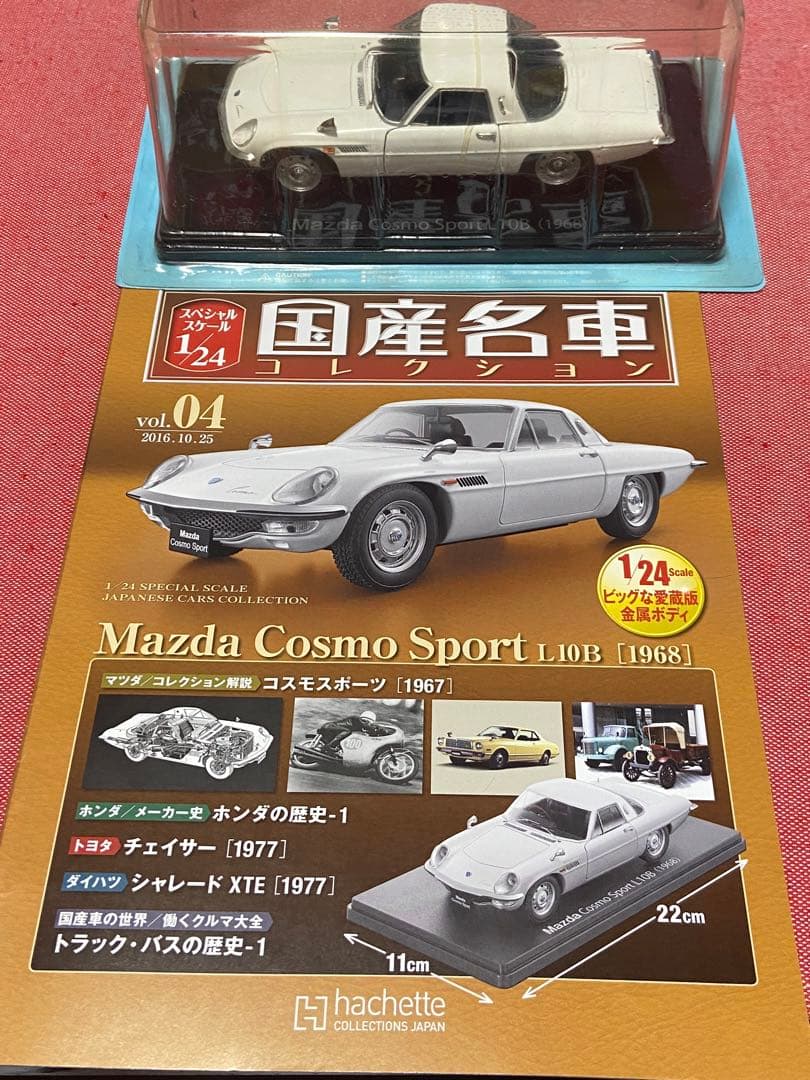 Mazda Cosmo Sport L10B (1968)
CAUTION
スペシャル
スケール
1/24
国産名車
コレクション
vol.04
2016.10.25
Cosmo
Mazda
Cosmo Sport
1/24 SPECIAL SCALE
JAPANESE CARS COLLECTION
1/24 Scale
ビッグな愛蔵版
金属ボディ
Mazda Cosmo Sport L10B [1968]
マツダ/コレクション解説 コスモスポーツ [1967]
100
ホンダ/メーカー史 ホンダの歴史-1
トヨタ チェイサー [1977]
ダイハツ シャレード XTE [1977]
国産車の世界/働くクルマ大全
トラック・バスの歴史-1
Mazda
Cosmo Sport
Mazda Cosmo Sport L10B (1968)
22cm
11cm
hachette
COLLECTIONS JAPAN